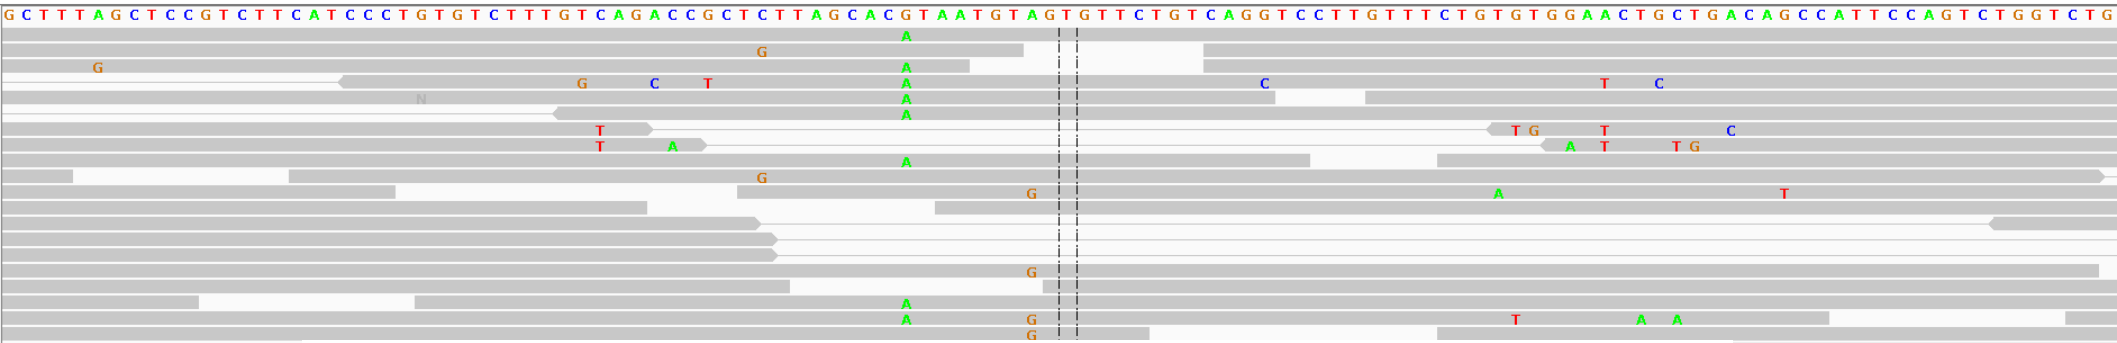 GCTTTAGCTCCGTCTTCATCCCTGTGTCTTTGTCAGACCGCTCTTAGCACGTAATGTAGTGTTCTGTCAGGTCCTTGTTTCTGTGTGGAACTGCTGACAGCCATTCCAGTCTGGTCTG
A
G
G A
G C T A C T C
N A
A
T T G T C
T A A T T G
A
G
G A T
G
A
A G T A A
G